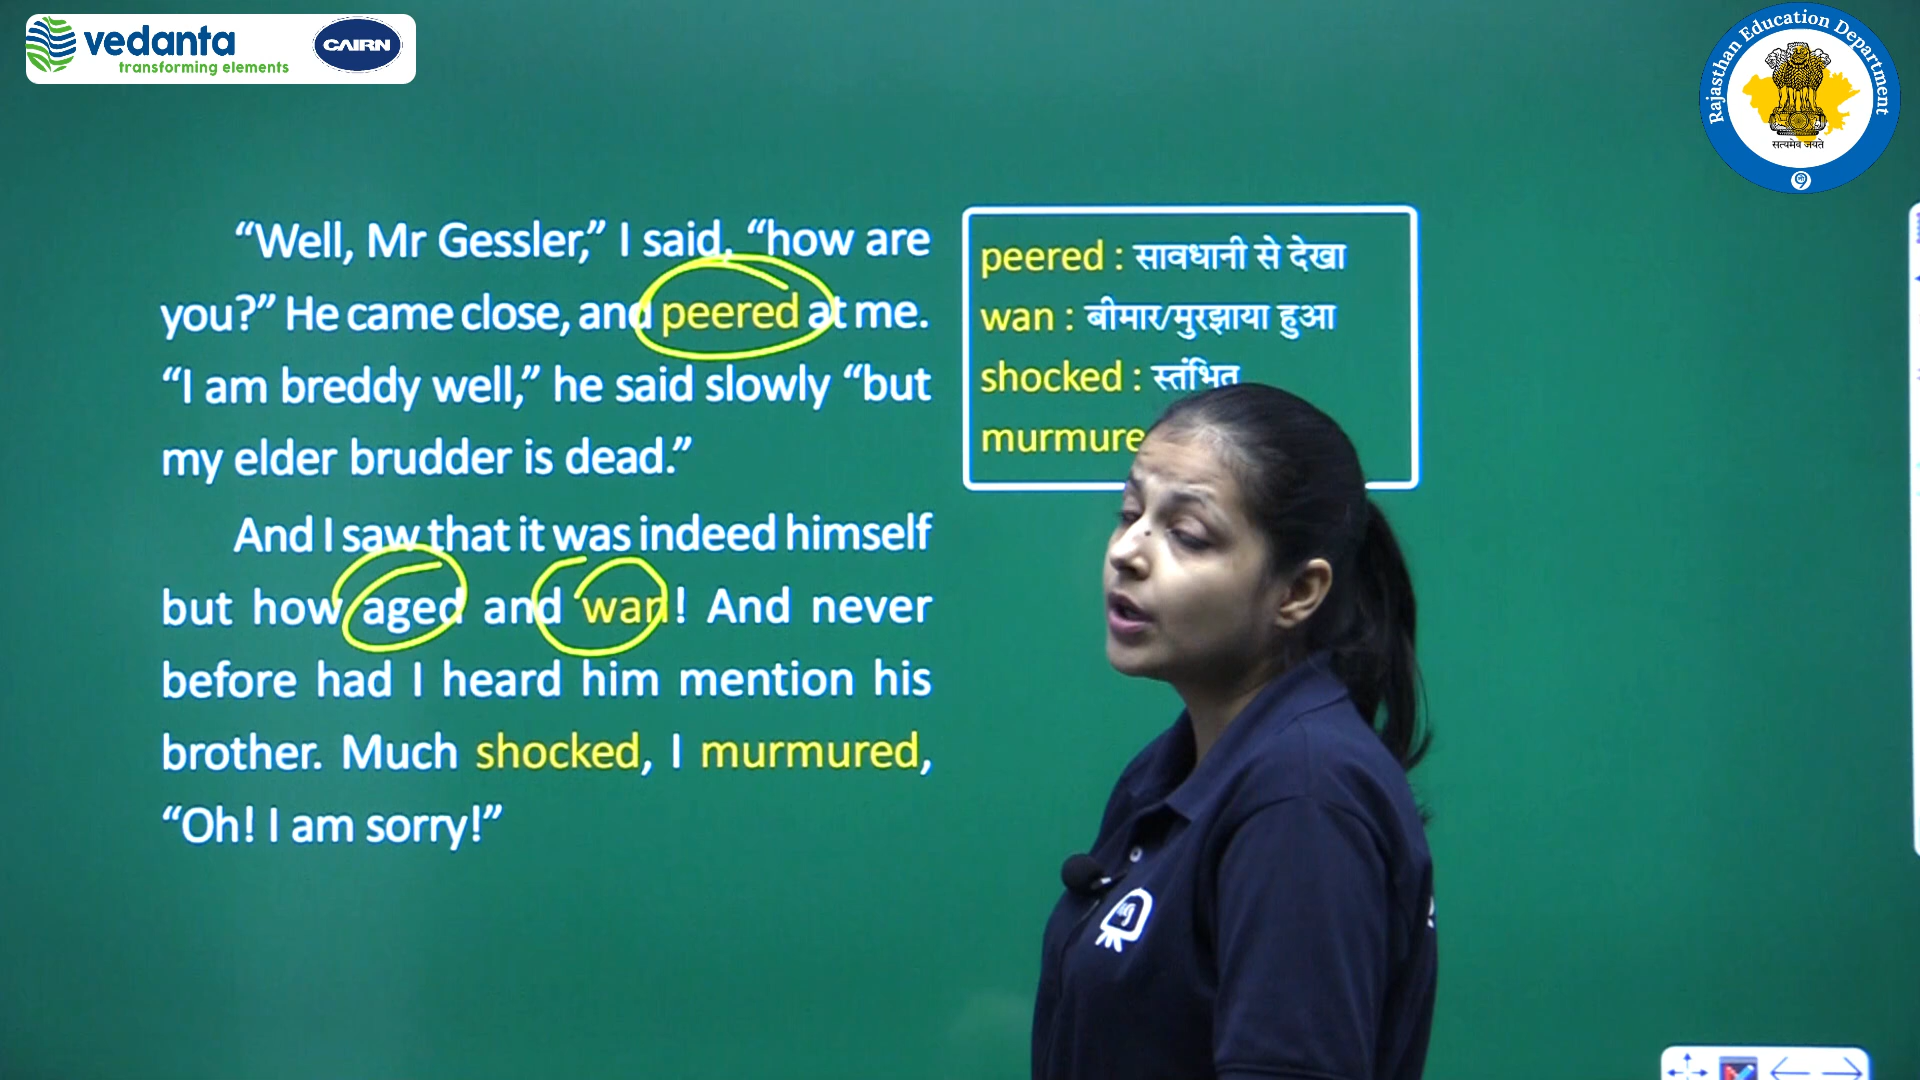 vedanta
transforming elements
CAIRN
Rajasthan Education Department
सत्यमेव जयते
“Well, Mr Gessler,” I said, “how are
you?” He came close, and peered at me.
“I am breddy well,” he said slowly “but
my elder brudder is dead.”
And I saw that it was indeed himself
but how aged and wan! And never
before had I heard him mention his
brother. Much shocked, I murmured,
“Oh! I am sorry!”
peered : सावधानी से देखा
wan : बीमार/मुरझाया हुआ
shocked : स्तंभित